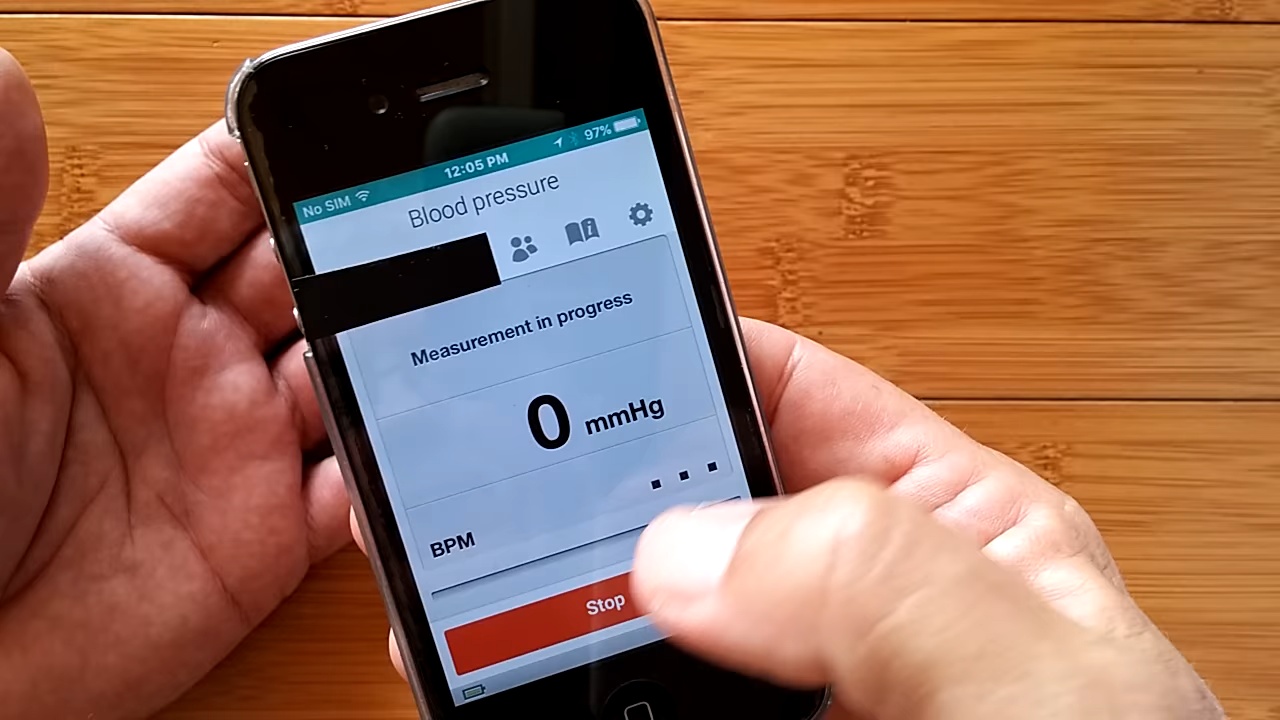 No SIM 12:05 PM 97%
Blood pressure
Measurement in progress
0 mmHg
BPM
Stop